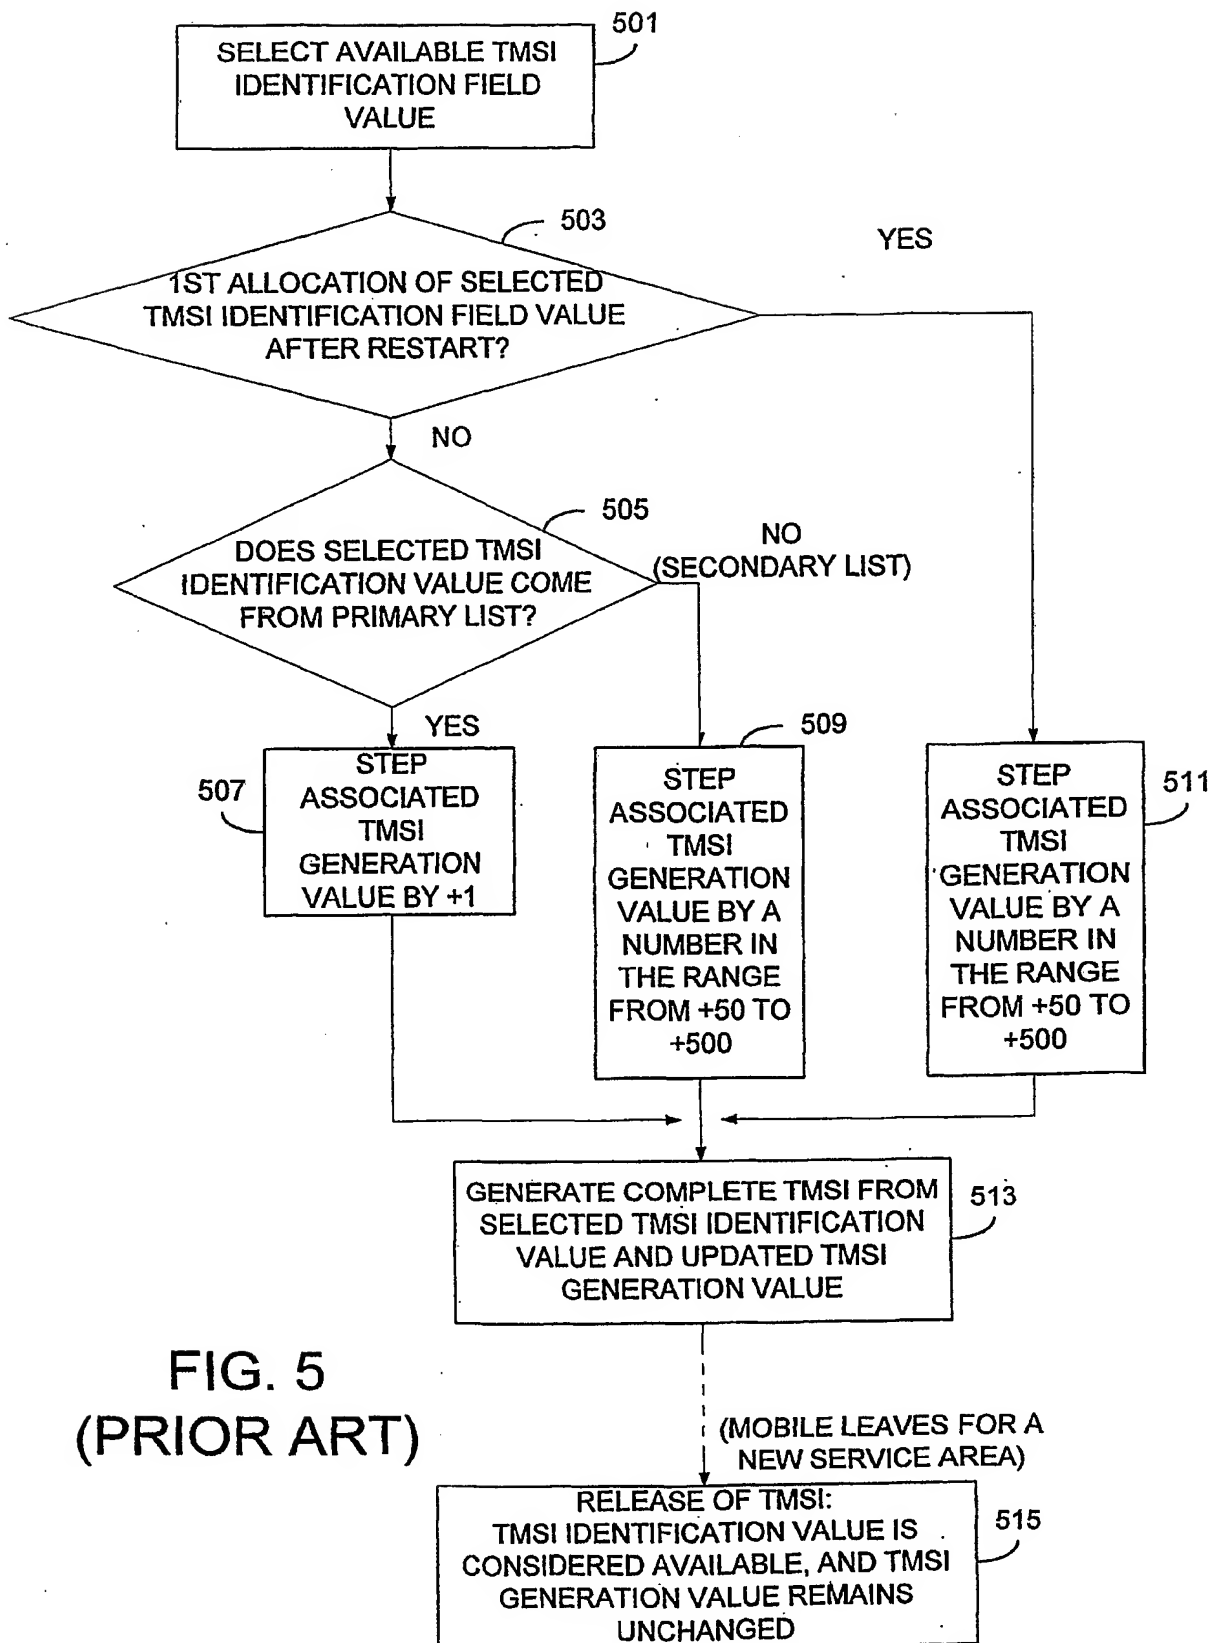 501
SELECT AVAILABLE TMSI
IDENTIFICATION FIELD
VALUE
503
YES
1ST ALLOCATION OF SELECTED
TMSI IDENTIFICATION FIELD VALUE
AFTER RESTART?
NO
505
NO
(SECONDARY LIST)
DOES SELECTED TMSI
IDENTIFICATION VALUE COME
FROM PRIMARY LIST?
YES
507
STEP
ASSOCIATED
TMSI
GENERATION
VALUE BY +1
509
STEP
ASSOCIATED
TMSI
GENERATION
VALUE BY A
NUMBER IN
THE RANGE
FROM +50 TO
+500
511
STEP
ASSOCIATED
TMSI
GENERATION
VALUE BY A
NUMBER IN
THE RANGE
FROM +50 TO
+500
513
GENERATE COMPLETE TMSI FROM
SELECTED TMSI IDENTIFICATION
VALUE AND UPDATED TMSI
GENERATION VALUE
FIG. 5
(PRIOR ART)
(MOBILE LEAVES FOR A
NEW SERVICE AREA)
515
RELEASE OF TMSI:
TMSI IDENTIFICATION VALUE IS
CONSIDERED AVAILABLE, AND TMSI
GENERATION VALUE REMAINS
UNCHANGED